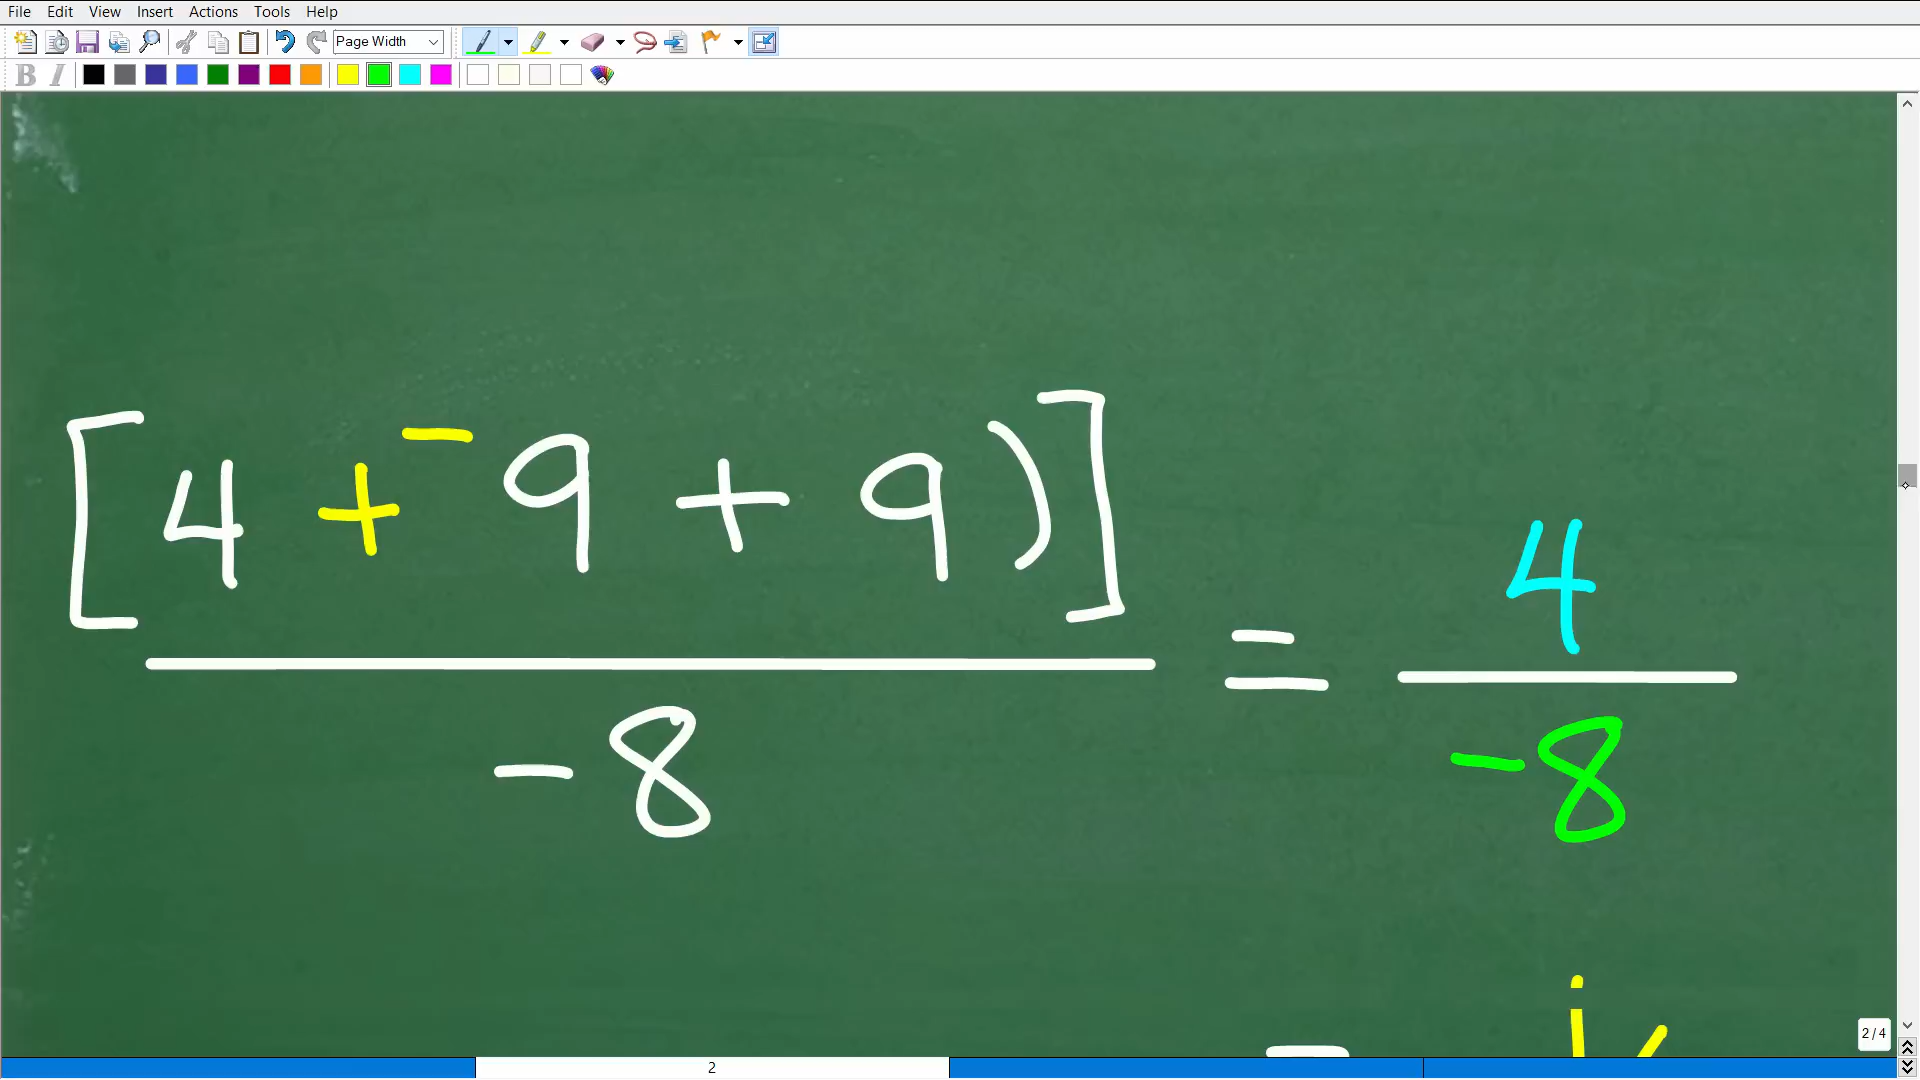 File Edit View Insert Actions Tools Help
Page Width
B I
[4 + ⁻9 + 9)]
-8
=
4
-8
2 / 4
2